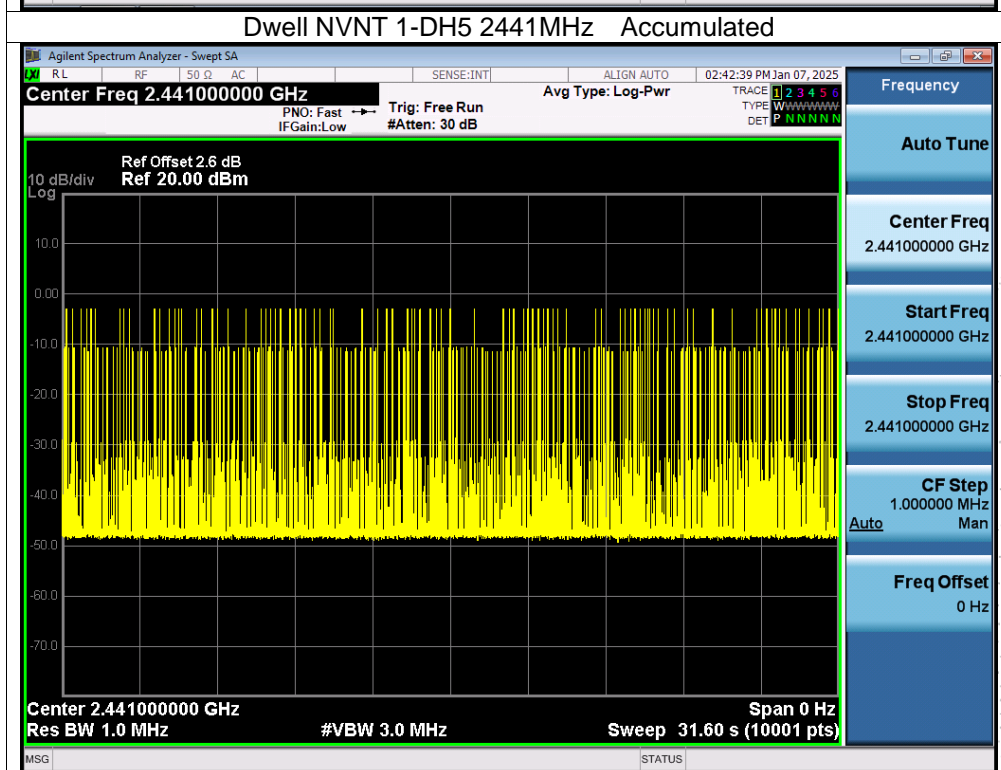 Dwell NVNT 1-DH5 2441MHz Accumulated
Agilent Spectrum Analyzer - Swept SA
LXI RL RF 50 Ω AC SENSE:INT ALIGN AUTO 02:42:39 PM Jan 07, 2025
Center Freq 2.441000000 GHz Avg Type: Log-Pwr TRACE 1 2 3 4 5 6
PNO: Fast Trig: Free Run TYPE WWWWWWW
IFGain:Low #Atten: 30 dB DET P N N N N N
Frequency
Auto Tune
Center Freq
2.441000000 GHz
Start Freq
2.441000000 GHz
Stop Freq
2.441000000 GHz
CF Step
1.000000 MHz
Auto Man
Freq Offset
0 Hz
Ref Offset 2.6 dB
10 dB/div Ref 20.00 dBm
Log
10.0
0.00
-10.0
-20.0
-30.0
-40.0
-50.0
-60.0
-70.0
Center 2.441000000 GHz Span 0 Hz
Res BW 1.0 MHz #VBW 3.0 MHz Sweep 31.60 s (10001 pts)
MSG STATUS